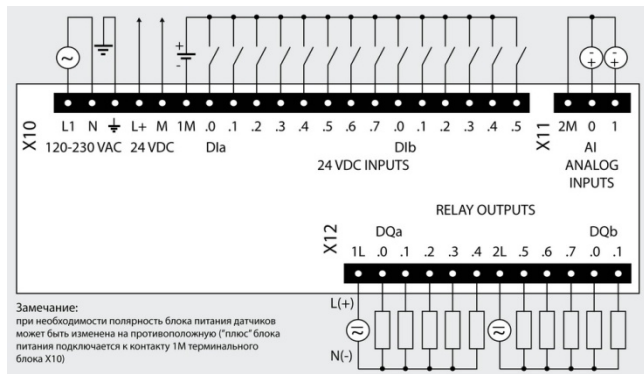 X10
L1 N L+ M 1M .0 .1 .2 .3 .4 .5 .6 .7 .0 .1 .2 .3 .4 .5
120-230 VAC 24 VDC DIa DIb
24 VDC INPUTS
X11
2M 0 1
AI
ANALOG
INPUTS
RELAY OUTPUTS
X12
DQa DQb
1L .0 .1 .2 .3 .4 2L .5 .6 .7 .0 .1
L(+)
N(-)
Замечание:
при необходимости полярность блока питания датчиков
может быть изменена на противоположную ("плюс" блока
питания подключается к контакту 1М терминального
блока X10)